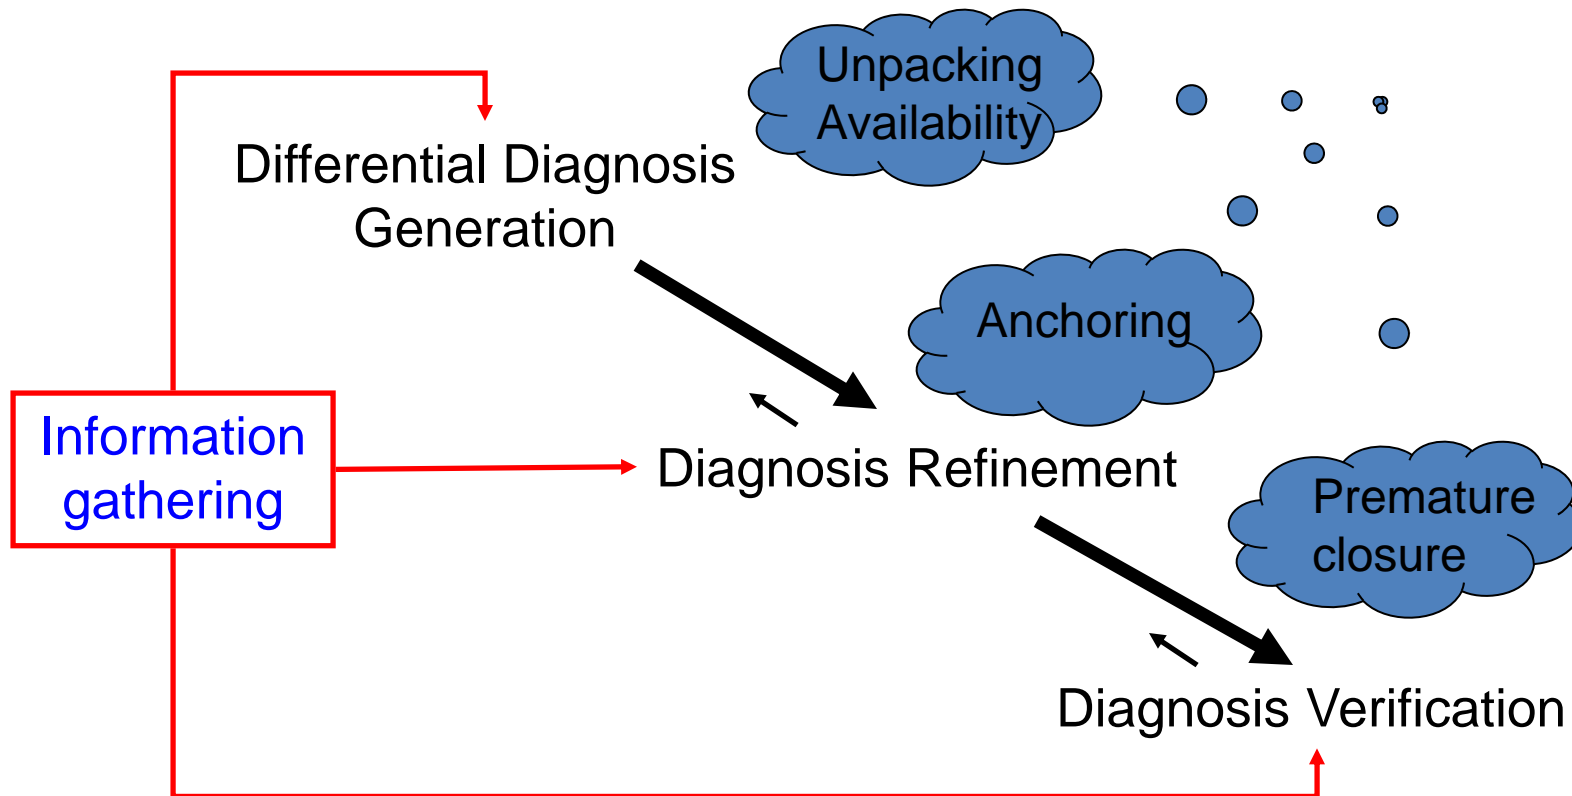 Unpacking
Availability
Differential Diagnosis
Generation
Anchoring
Information
gathering
Diagnosis Refinement
Premature
closure
Diagnosis Verification